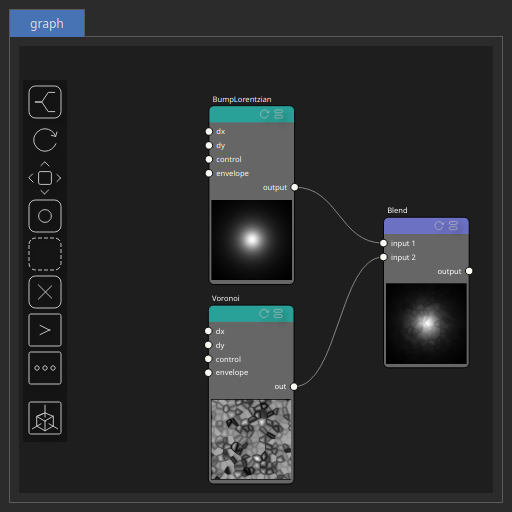 graph
BumpLorentzian
dx
dy
control
envelope
output
Blend
input 1
input 2
output
Voronoi
dx
dy
control
envelope
out